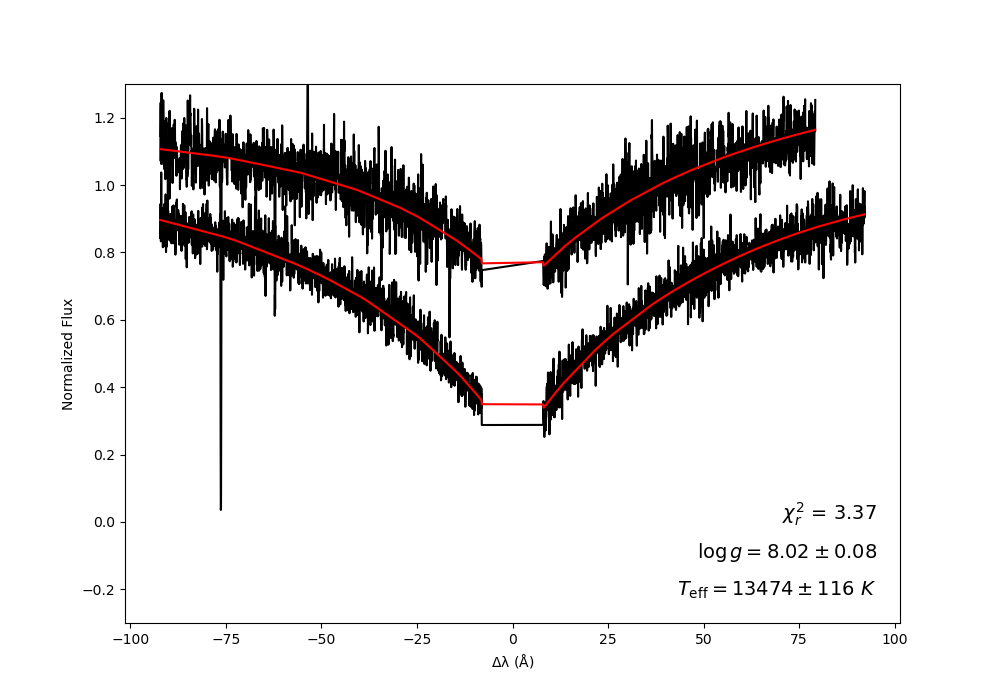 1.2
1.0
0.8
0.6
0.4
0.2
0.0
−0.2
Normalized Flux
χ²ᵣ = 3.37
log g = 8.02 ± 0.08
T_eff = 13474 ± 116 K
−100 −75 −50 −25 0 25 50 75 100
Δλ (Å)